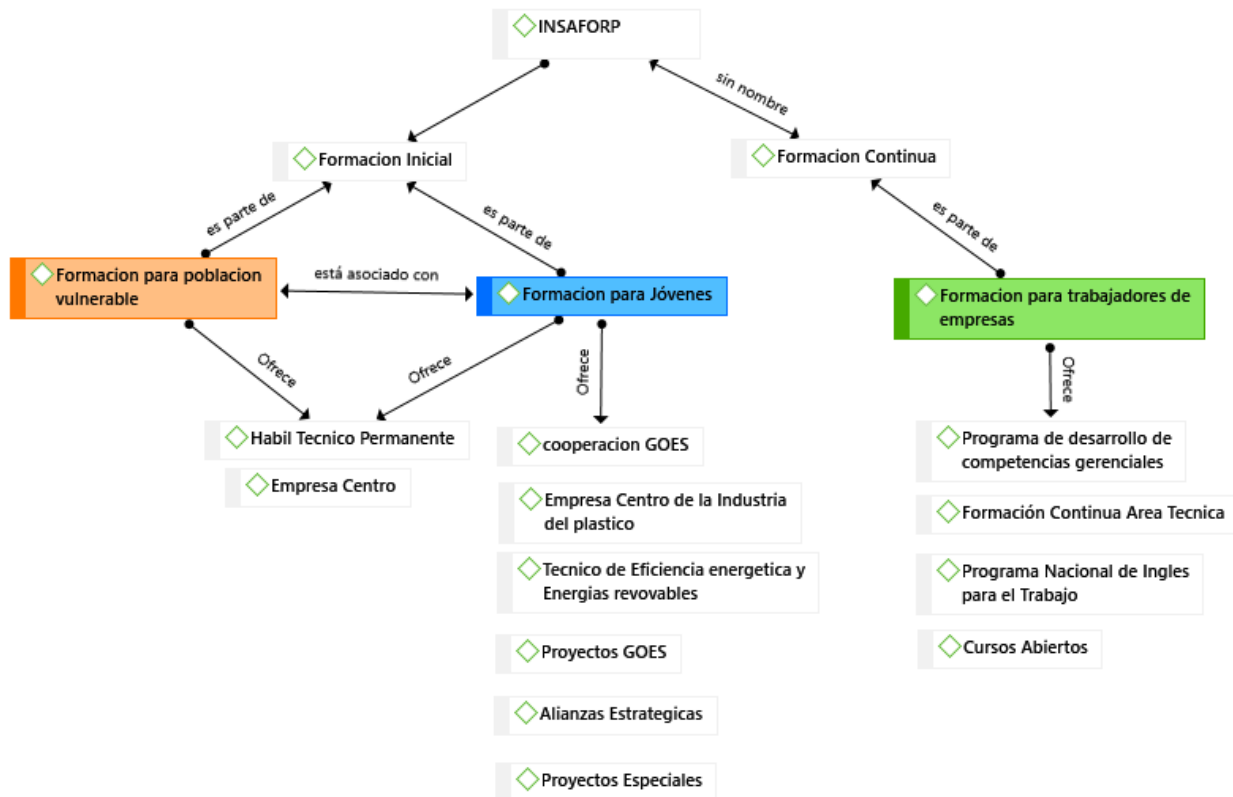 INSAFORP
sin nombre
Formacion Inicial
Formacion Continua
es parte de
es parte de
es parte de
Formacion para poblacion
vulnerable
está asociado con
Formacion para Jóvenes
Formacion para trabajadores de
empresas
Ofrece
Ofrece
Ofrece
Ofrece
Habil Tecnico Permanente
Empresa Centro
cooperacion GOES
Empresa Centro de la Industria
del plastico
Tecnico de Eficiencia energetica y
Energias revovables
Proyectos GOES
Alianzas Estrategicas
Proyectos Especiales
Programa de desarrollo de
competencias gerenciales
Formación Continua Area Tecnica
Programa Nacional de Ingles
para el Trabajo
Cursos Abiertos